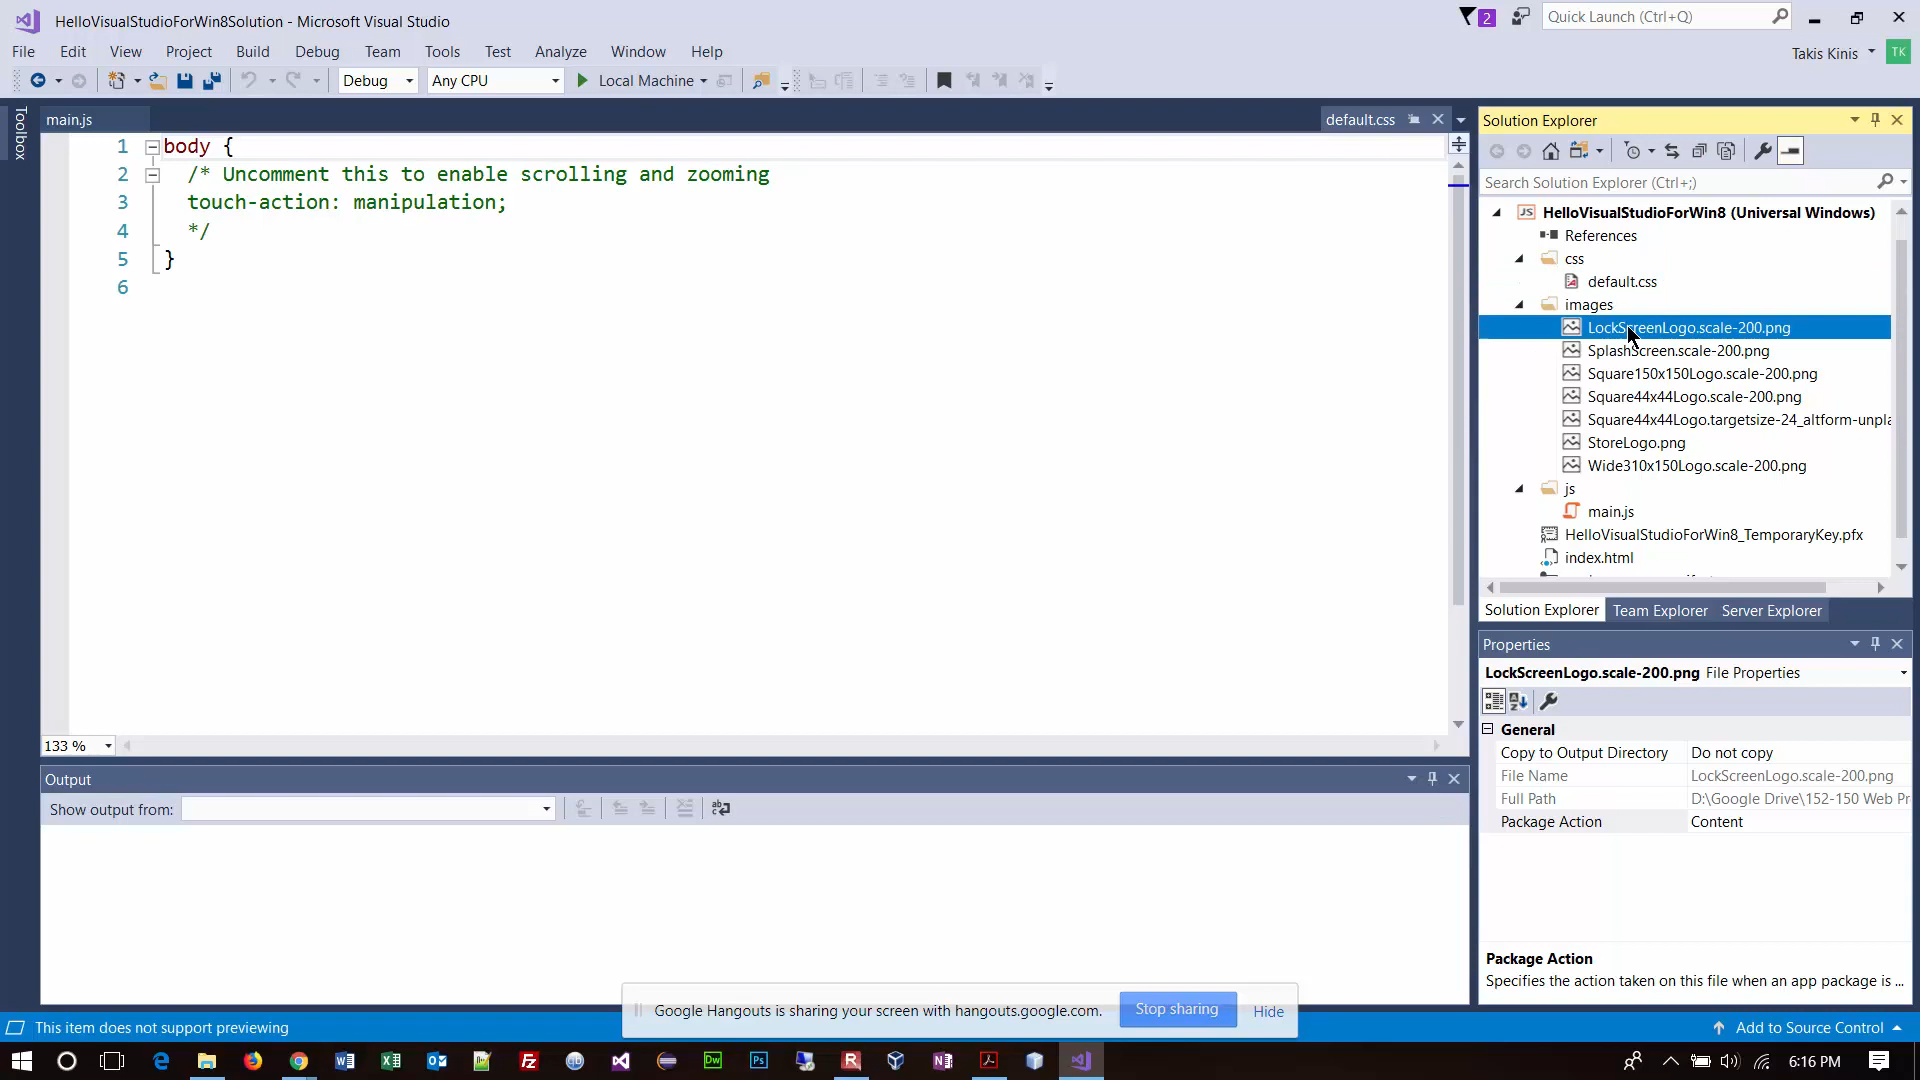 HelloVisualStudioForWin8Solution - Microsoft Visual Studio
2
Quick Launch (Ctrl+Q)
File Edit View Project Build Debug Team Tools Test Analyze Window Help
Takis Kinis TK
Debug Any CPU Local Machine
Toolbox
main.js
default.css
1 body {
2 /* Uncomment this to enable scrolling and zooming
3 touch-action: manipulation;
4 */
5 }
6
133 %
Output
Show output from:
Solution Explorer
Search Solution Explorer (Ctrl+;)
JS HelloVisualStudioForWin8 (Universal Windows)
References
css
default.css
images
LockScreenLogo.scale-200.png
SplashScreen.scale-200.png
Square150x150Logo.scale-200.png
Square44x44Logo.scale-200.png
Square44x44Logo.targetsize-24_altform-unpla
StoreLogo.png
Wide310x150Logo.scale-200.png
js
main.js
HelloVisualStudioForWin8_TemporaryKey.pfx
index.html
Solution Explorer Team Explorer Server Explorer
Properties
LockScreenLogo.scale-200.png File Properties
General
Copy to Output Directory Do not copy
File Name LockScreenLogo.scale-200.png
Full Path D:\Google Drive\152-150 Web Pr
Package Action Content
Package Action
Specifies the action taken on this file when an app package is ...
Google Hangouts is sharing your screen with hangouts.google.com. Stop sharing Hide
This item does not support previewing
Add to Source Control
6:16 PM